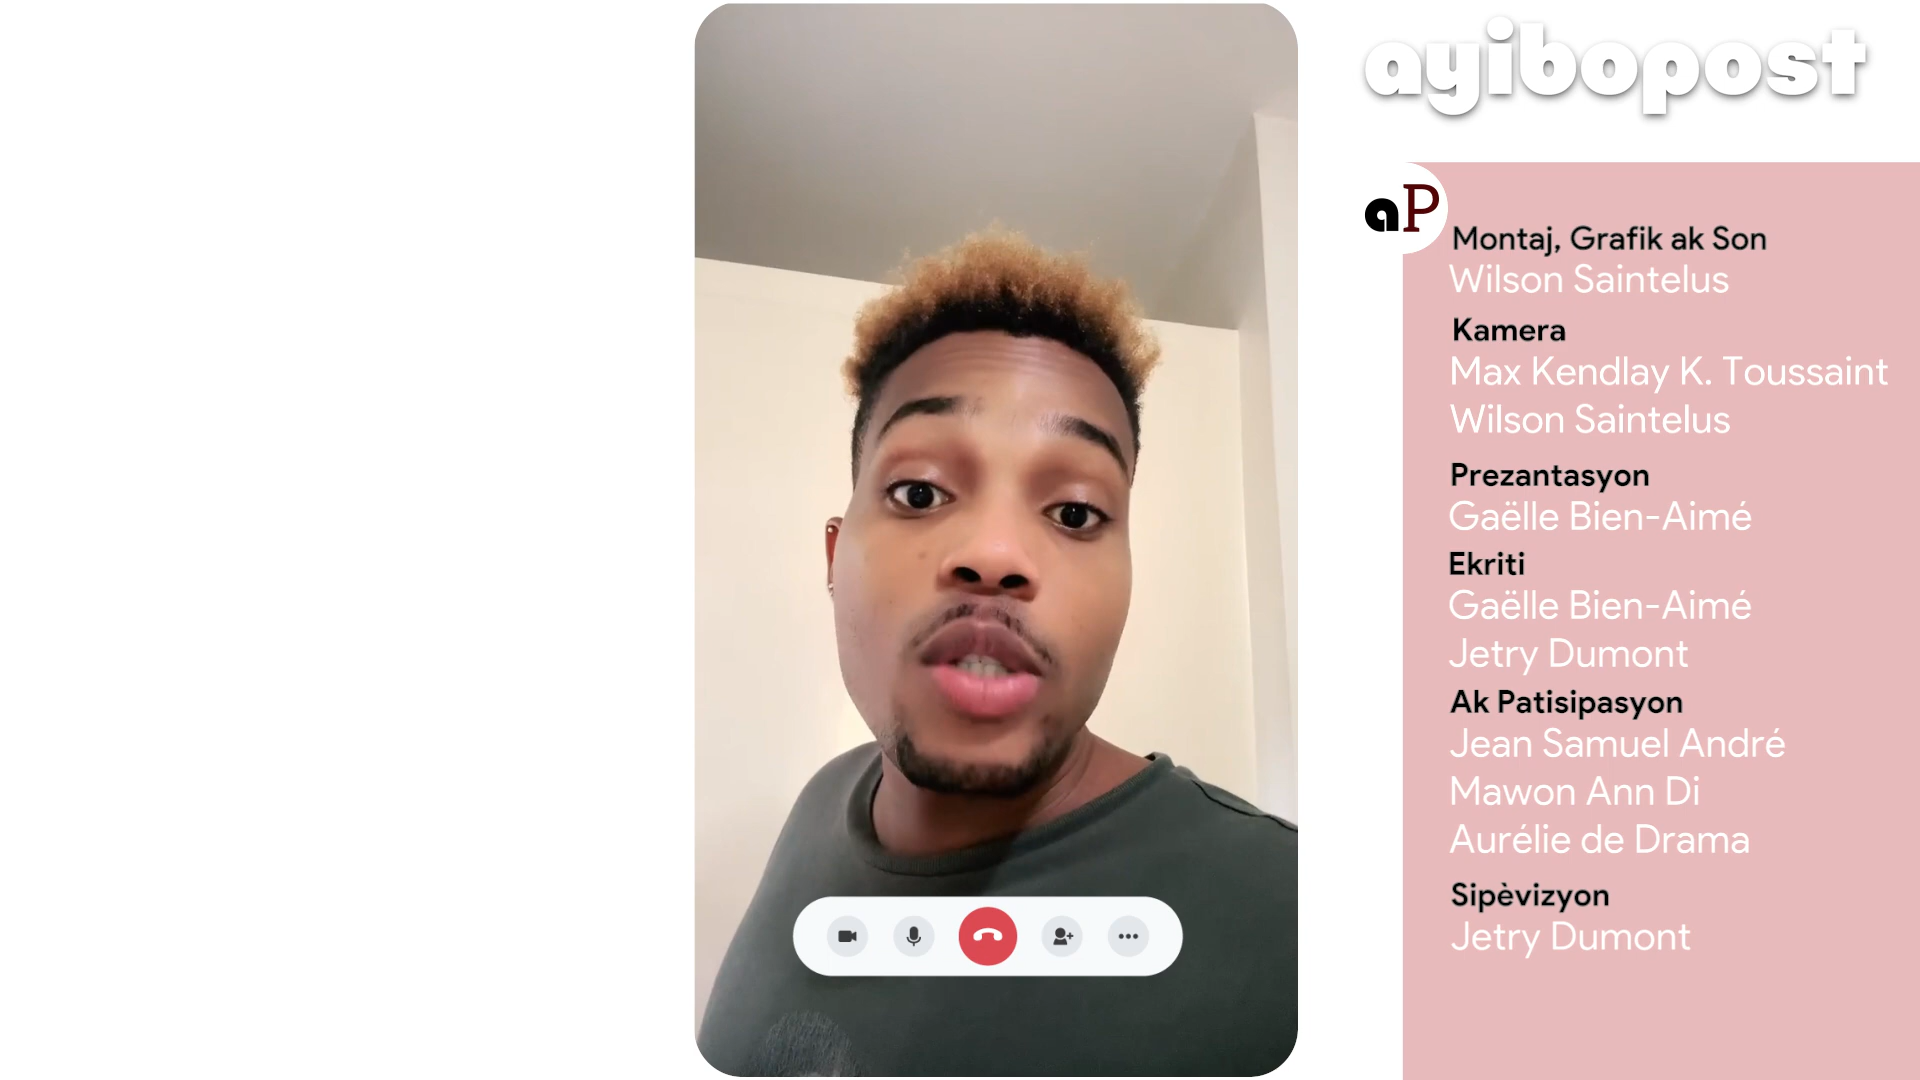 ayibopost
aP
Montaj, Grafik ak Son
Wilson Saintelus
Kamera
Max Kendlay K. Toussaint
Wilson Saintelus
Prezantasyon
Gaëlle Bien-Aimé
Ekriti
Gaëlle Bien-Aimé
Jetry Dumont
Ak Patisipasyon
Jean Samuel André
Mawon Ann Di
Aurélie de Drama
Sipèvizyon
Jetry Dumont